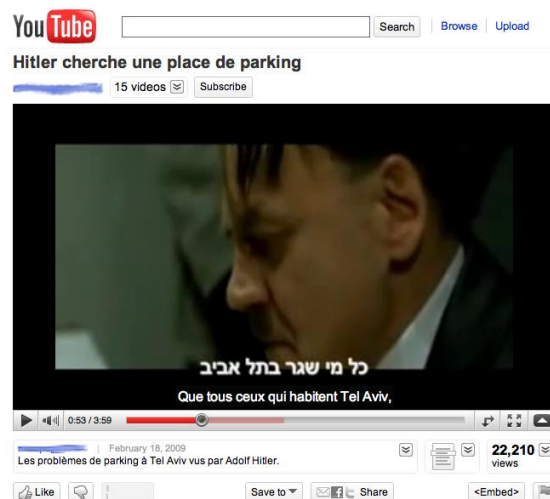 You Tube
Search
Browse
Upload
Hitler cherche une place de parking
15 videos
Subscribe
כל מי שגר בתל אביב
Que tous ceux qui habitent Tel Aviv,
0:53 / 3:59
February 18, 2009
Les problèmes de parking à Tel Aviv vus par Adolf Hitler.
22,210
views
Like
Save to
Share
<Embed>